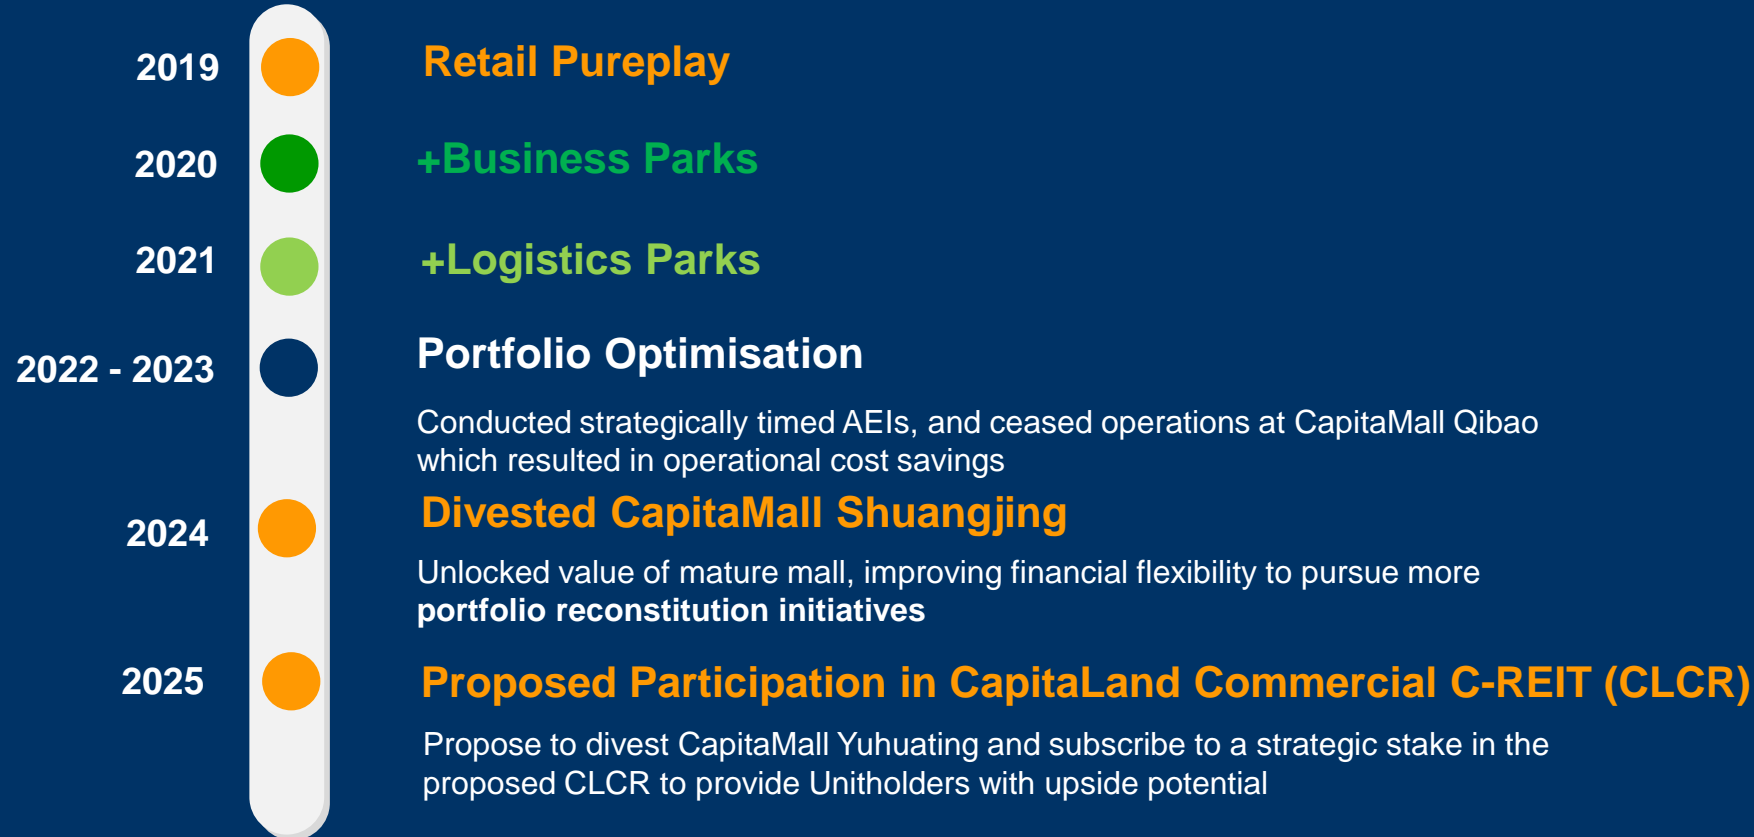 2019
Retail Pureplay
2020
+Business Parks
2021
+Logistics Parks
2022 - 2023
Portfolio Optimisation
Conducted strategically timed AEIs, and ceased operations at CapitaMall Qibao
which resulted in operational cost savings
2024
Divested CapitaMall Shuangjing
Unlocked value of mature mall, improving financial flexibility to pursue more
portfolio reconstitution initiatives
2025
Proposed Participation in CapitaLand Commercial C-REIT (CLCR)
Propose to divest CapitaMall Yuhuating and subscribe to a strategic stake in the
proposed CLCR to provide Unitholders with upside potential